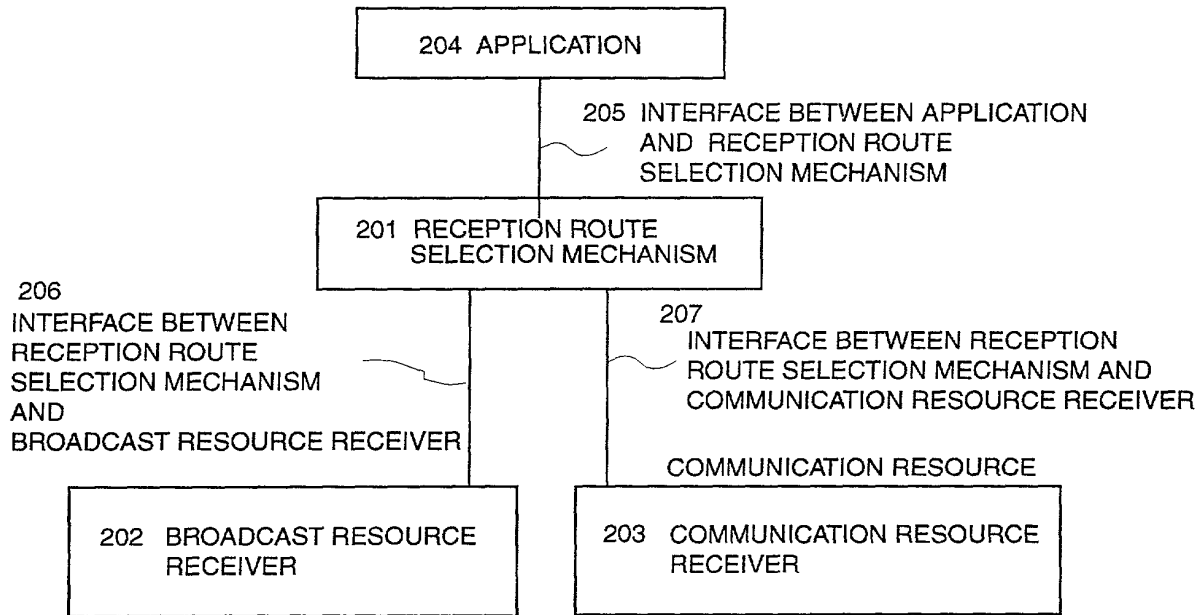 204 APPLICATION
205 INTERFACE BETWEEN APPLICATION
AND RECEPTION ROUTE
SELECTION MECHANISM
201 RECEPTION ROUTE
SELECTION MECHANISM
206
INTERFACE BETWEEN
RECEPTION ROUTE
SELECTION MECHANISM
AND
BROADCAST RESOURCE RECEIVER
207
INTERFACE BETWEEN RECEPTION
ROUTE SELECTION MECHANISM AND
COMMUNICATION RESOURCE RECEIVER
COMMUNICATION RESOURCE
202 BROADCAST RESOURCE
RECEIVER
203 COMMUNICATION RESOURCE
RECEIVER